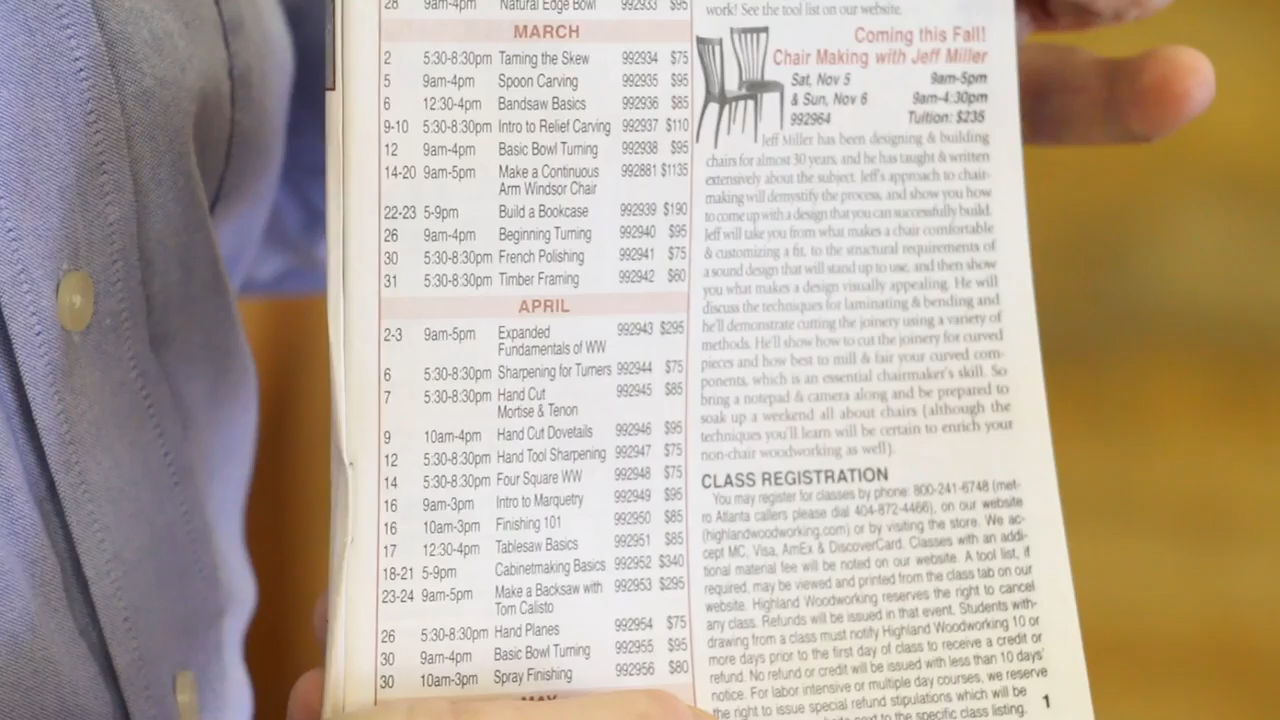 28 9am-4pm Natural Edge Bowl 992933 $95
MARCH
2 5:30-8:30pm Taming the Skew 992934 $75
5 9am-4pm Spoon Carving 992935 $95
6 12:30-4pm Bandsaw Basics 992936 $85
9-10 5:30-8:30pm Intro to Relief Carving 992937 $110
12 9am-4pm Basic Bowl Turning 992938 $95
14-20 9am-5pm Make a Continuous 992881 $1135
Arm Windsor Chair
22-23 5-9pm Build a Bookcase 992939 $190
26 9am-4pm Beginning Turning 992940 $95
30 5:30-8:30pm French Polishing 992941 $75
31 5:30-8:30pm Timber Framing 992942 $60
APRIL
2-3 9am-5pm Expanded 992943 $295
Fundamentals of WW
6 5:30-8:30pm Sharpening for Turners 992944 $75
7 5:30-8:30pm Hand Cut 992945 $85
Mortise & Tenon
9 10am-4pm Hand Cut Dovetails 992946 $95
12 5:30-8:30pm Hand Tool Sharpening 992947 $75
14 5:30-8:30pm Four Square WW 992948 $75
16 9am-3pm Intro to Marquetry 992949 $95
16 10am-3pm Finishing 101 992950 $85
17 12:30-4pm Tablesaw Basics 992951 $85
18-21 5-9pm Cabinetmaking Basics 992952 $340
23-24 9am-5pm Make a Backsaw with 992953 $295
Tom Calisto
26 5:30-8:30pm Hand Planes 992954 $75
30 9am-4pm Basic Bowl Turning 992955 $95
30 10am-3pm Spray Finishing 992956 $80
MAY
work! See the tool list on our website.
Coming this Fall!
Chair Making with Jeff Miller
Sat, Nov 5 9am-5pm
& Sun, Nov 6 9am-4:30pm
992964 Tuition: $235
Jeff Miller has been designing & building
chairs for almost 30 years, and he has taught & written
extensively about the subject. Jeff's approach to chair-
making will demystify the process, and show you how
to come up with a design that you can successfully build.
Jeff will take you from what makes a chair comfortable
& customizing a fit, to the structural requirements of
a sound design that will stand up to use, and then show
you what makes a design visually appealing. He will
discuss the techniques for laminating & bending and
he'll demonstrate cutting the joinery using a variety of
methods. He'll show how to cut the joinery for curved
pieces and how best to mill & fair your curved com-
ponents, which is an essential chairmaker's skill. So
bring a notepad & camera along and be prepared to
soak up a weekend all about chairs (although the
techniques you'll learn will be certain to enrich your
non-chair woodworking as well).
CLASS REGISTRATION
You may register for classes by phone: 800-241-6748 (met-
ro Atlanta callers please dial 404-872-4466), on our website
(highlandwoodworking.com) or by visiting the store. We ac-
cept MC, Visa, AmEx & DiscoverCard. Classes with an addi-
tional material fee will be noted on our website. A tool list, if
required, may be viewed and printed from the class tab on our
website. Highland Woodworking reserves the right to cancel
any class. Refunds will be issued in that event. Students with-
drawing from a class must notify Highland Woodworking 10 or
more days prior to the first day of class to receive a credit or
refund. No refund or credit will be issued with less than 10 days'
notice. For labor intensive or multiple day courses, we reserve
the right to issue special refund stipulations which will be
next to the specific class listing.
1